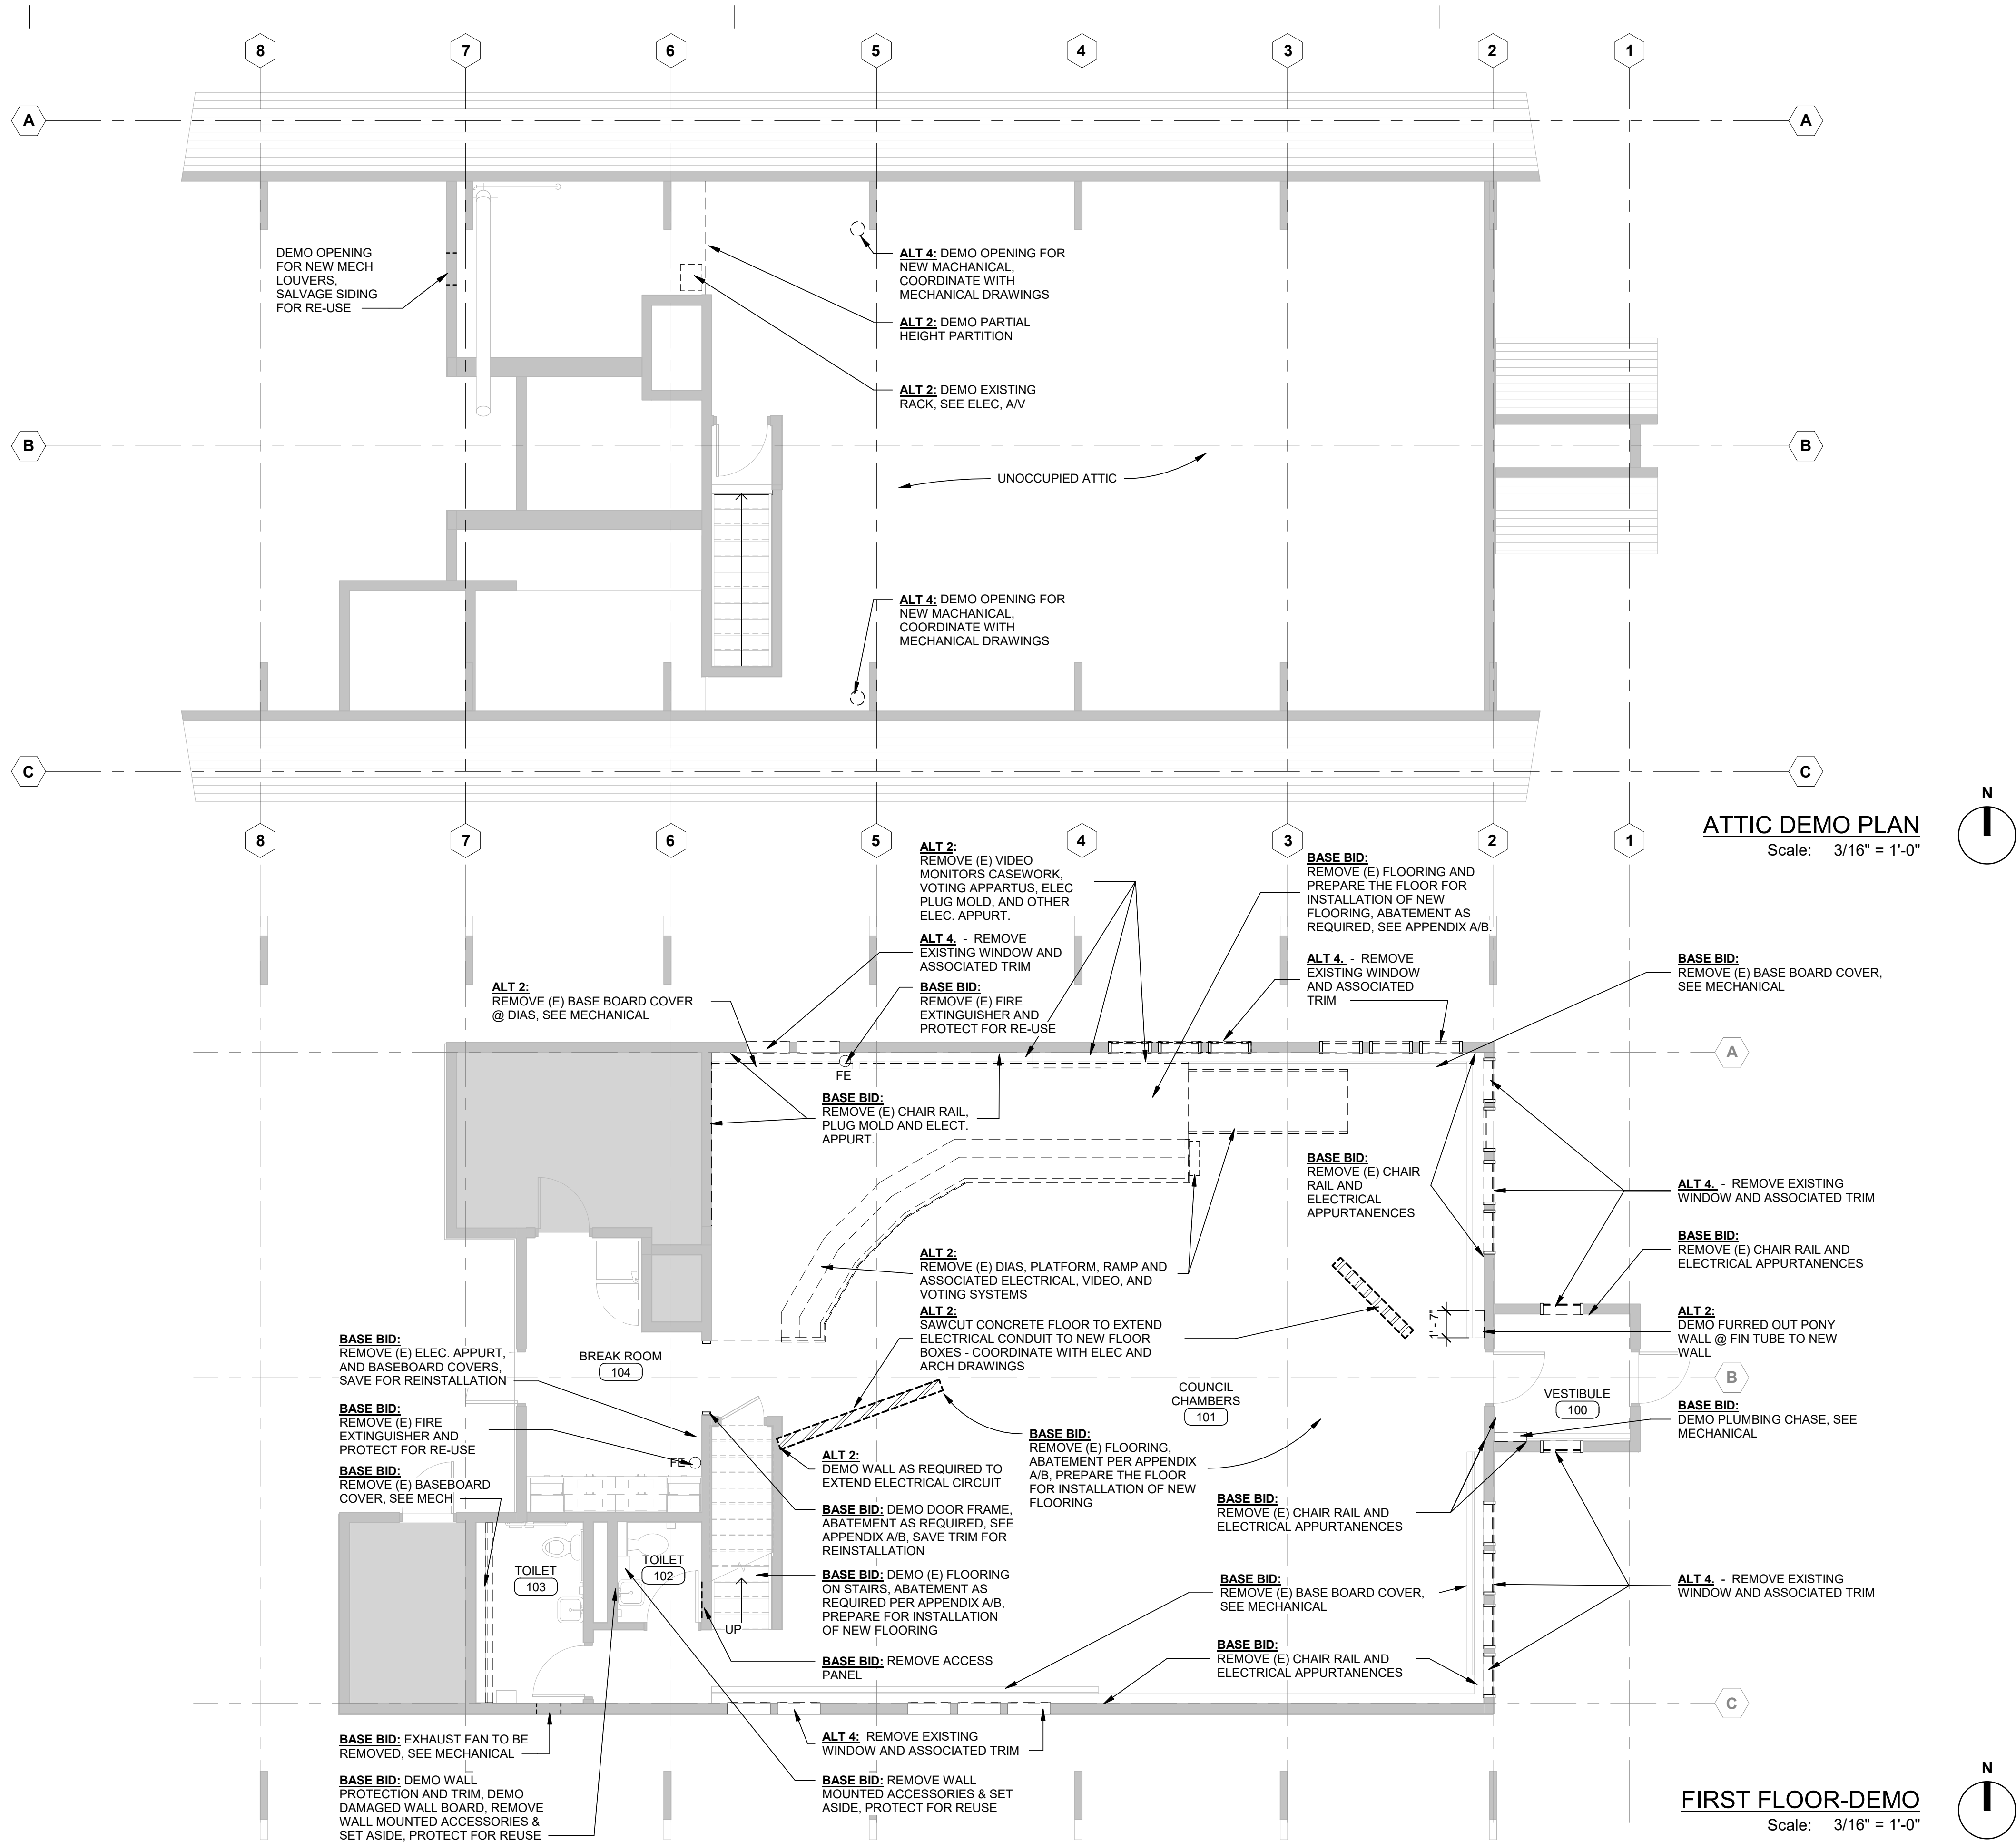 8 7 6 5 4 3 2 1
A A
DEMO OPENING
FOR NEW MECH
LOUVERS,
SALVAGE SIDING
FOR RE-USE
ALT 4: DEMO OPENING FOR
NEW MACHANICAL,
COORDINATE WITH
MECHANICAL DRAWINGS
ALT 2: DEMO PARTIAL
HEIGHT PARTITION
ALT 2: DEMO EXISTING
RACK, SEE ELEC, A/V
B B
UNOCCUPIED ATTIC
ALT 4: DEMO OPENING FOR
NEW MACHANICAL,
COORDINATE WITH
MECHANICAL DRAWINGS
C C
N
ATTIC DEMO PLAN
Scale: 3/16" = 1'-0"
8 7 6 5 4 3 2 1
ALT 2:
REMOVE (E) VIDEO
MONITORS CASEWORK,
VOTING APPARTUS, ELEC
PLUG MOLD, AND OTHER
ELEC. APPURT.
BASE BID:
REMOVE (E) FLOORING AND
PREPARE THE FLOOR FOR
INSTALLATION OF NEW
FLOORING, ABATEMENT AS
REQUIRED, SEE APPENDIX A/B.
ALT 4. - REMOVE
EXISTING WINDOW AND
ASSOCIATED TRIM
ALT 4. - REMOVE
EXISTING WINDOW
AND ASSOCIATED
TRIM
BASE BID:
REMOVE (E) BASE BOARD COVER,
SEE MECHANICAL
ALT 2:
REMOVE (E) BASE BOARD COVER
@ DIAS, SEE MECHANICAL
BASE BID:
REMOVE (E) FIRE
EXTINGUISHER AND
PROTECT FOR RE-USE
A
FE
BASE BID:
REMOVE (E) CHAIR RAIL,
PLUG MOLD AND ELECT.
APPURT.
BASE BID:
REMOVE (E) CHAIR
RAIL AND
ELECTRICAL
APPURTANENCES
ALT 4. - REMOVE EXISTING
WINDOW AND ASSOCIATED TRIM
BASE BID:
REMOVE (E) CHAIR RAIL AND
ELECTRICAL APPURTANENCES
ALT 2:
REMOVE (E) DIAS, PLATFORM, RAMP AND
ASSOCIATED ELECTRICAL, VIDEO, AND
VOTING SYSTEMS
ALT 2:
SAWCUT CONCRETE FLOOR TO EXTEND
ELECTRICAL CONDUIT TO NEW FLOOR
BOXES - COORDINATE WITH ELEC AND
ARCH DRAWINGS
1' - 7"
ALT 2:
DEMO FURRED OUT PONY
WALL @ FIN TUBE TO NEW
WALL
BASE BID:
REMOVE (E) ELEC. APPURT,
AND BASEBOARD COVERS,
SAVE FOR REINSTALLATION
BREAK ROOM
104
B
COUNCIL
CHAMBERS
101
VESTIBULE
100
BASE BID:
DEMO PLUMBING CHASE, SEE
MECHANICAL
BASE BID:
REMOVE (E) FIRE
EXTINGUISHER AND
PROTECT FOR RE-USE
FE
BASE BID:
REMOVE (E) BASEBOARD
COVER, SEE MECH
ALT 2:
DEMO WALL AS REQUIRED TO
EXTEND ELECTRICAL CIRCUIT
BASE BID:
REMOVE (E) FLOORING,
ABATEMENT PER APPENDIX
A/B, PREPARE THE FLOOR
FOR INSTALLATION OF NEW
FLOORING
BASE BID:
REMOVE (E) CHAIR RAIL AND
ELECTRICAL APPURTANENCES
BASE BID: DEMO DOOR FRAME,
ABATEMENT AS REQUIRED, SEE
APPENDIX A/B, SAVE TRIM FOR
REINSTALLATION
TOILET
103
TOILET
102
BASE BID: DEMO (E) FLOORING
ON STAIRS, ABATEMENT AS
REQUIRED PER APPENDIX A/B,
PREPARE FOR INSTALLATION
OF NEW FLOORING
UP
BASE BID:
REMOVE (E) BASE BOARD COVER,
SEE MECHANICAL
ALT 4. - REMOVE EXISTING
WINDOW AND ASSOCIATED TRIM
BASE BID: REMOVE ACCESS
PANEL
BASE BID:
REMOVE (E) CHAIR RAIL AND
ELECTRICAL APPURTANENCES
C
BASE BID: EXHAUST FAN TO BE
REMOVED, SEE MECHANICAL
ALT 4: REMOVE EXISTING
WINDOW AND ASSOCIATED TRIM
BASE BID: DEMO WALL
PROTECTION AND TRIM, DEMO
DAMAGED WALL BOARD, REMOVE
WALL MOUNTED ACCESSORIES &
SET ASIDE, PROTECT FOR REUSE
BASE BID: REMOVE WALL
MOUNTED ACCESSORIES & SET
ASIDE, PROTECT FOR REUSE
N
FIRST FLOOR-DEMO
Scale: 3/16" = 1'-0"